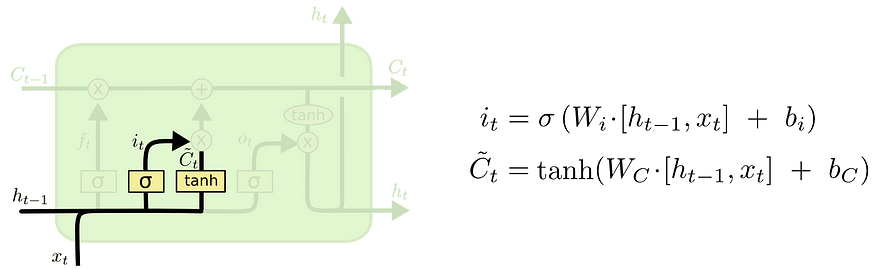 h_t
C_{t-1}
C_t
x
+
tanh
f_t
i_t
o_t
x
x
C̃_t
σ
σ
tanh
σ
h_{t-1}
h_t
x_t
i_t = σ (W_i·[h_{t-1}, x_t] + b_i)
C̃_t = tanh(W_C·[h_{t-1}, x_t] + b_C)